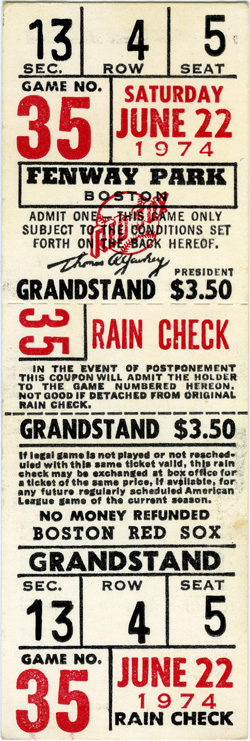 13 4 5
SEC. ROW SEAT
GAME NO.
35
SATURDAY
JUNE 22
1974
FENWAY PARK
BOSTON
RED SOX
ADMIT ONE THIS GAME ONLY
SUBJECT TO THE CONDITIONS SET
FORTH ON THE BACK HEREOF.
Thomas A Yawkey
PRESIDENT
GRANDSTAND $3.50
35
RAIN CHECK
IN THE EVENT OF POSTPONEMENT
THIS COUPON WILL ADMIT THE HOLDER
TO THE GAME NUMBERED HEREON.
NOT GOOD IF DETACHED FROM ORIGINAL
RAIN CHECK.
GRANDSTAND $3.50
If legal game is not played or not resched-
uled with this same ticket valid, this rain
check may be exchanged at box office for
a ticket of the same price, if available, for
any future regularly scheduled American
League game of the current season.
NO MONEY REFUNDED
BOSTON RED SOX
GRANDSTAND
SEC. ROW SEAT
13 4 5
GAME NO.
35
JUNE 22
1974
RAIN CHECK